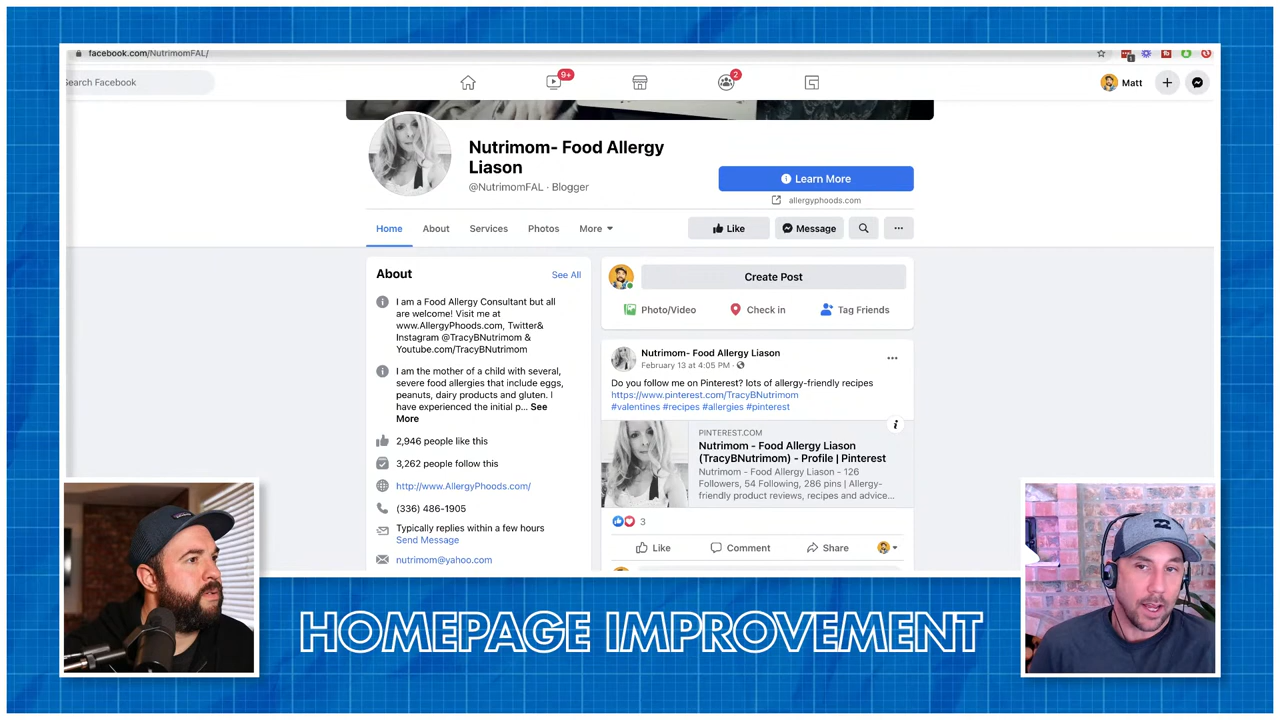 facebook.com/NutrimomFAL/
Search Facebook
9+
2
Matt
Nutrimom- Food Allergy
Liason
@NutrimomFAL · Blogger
Learn More
allergyphoods.com
Home
About
Services
Photos
More
Like
Message
About
See All
I am a Food Allergy Consultant but all
are welcome! Visit me at
www.AllergyPhoods.com, Twitter&
Instagram @TracyBNutrimom &
Youtube.com/TracyBNutrimom
I am the mother of a child with several,
severe food allergies that include eggs,
peanuts, dairy products and gluten. I
have experienced the initial p... See
More
2,946 people like this
3,262 people follow this
http://www.AllergyPhoods.com/
(336) 486-1905
Typically replies within a few hours
Send Message
nutrimom@yahoo.com
Create Post
Photo/Video
Check in
Tag Friends
Nutrimom- Food Allergy Liason
February 13 at 4:05 PM ·
Do you follow me on Pinterest? lots of allergy-friendly recipes
https://www.pinterest.com/TracyBNutrimom
#valentines #recipes #allergies #pinterest
PINTEREST.COM
Nutrimom - Food Allergy Liason
(TracyBNutrimom) - Profile | Pinterest
Nutrimom - Food Allergy Liason - 126
Followers, 54 Following, 286 pins | Allergy-
friendly product reviews, recipes and advice...
3
Like
Comment
Share
HOMEPAGE IMPROVEMENT